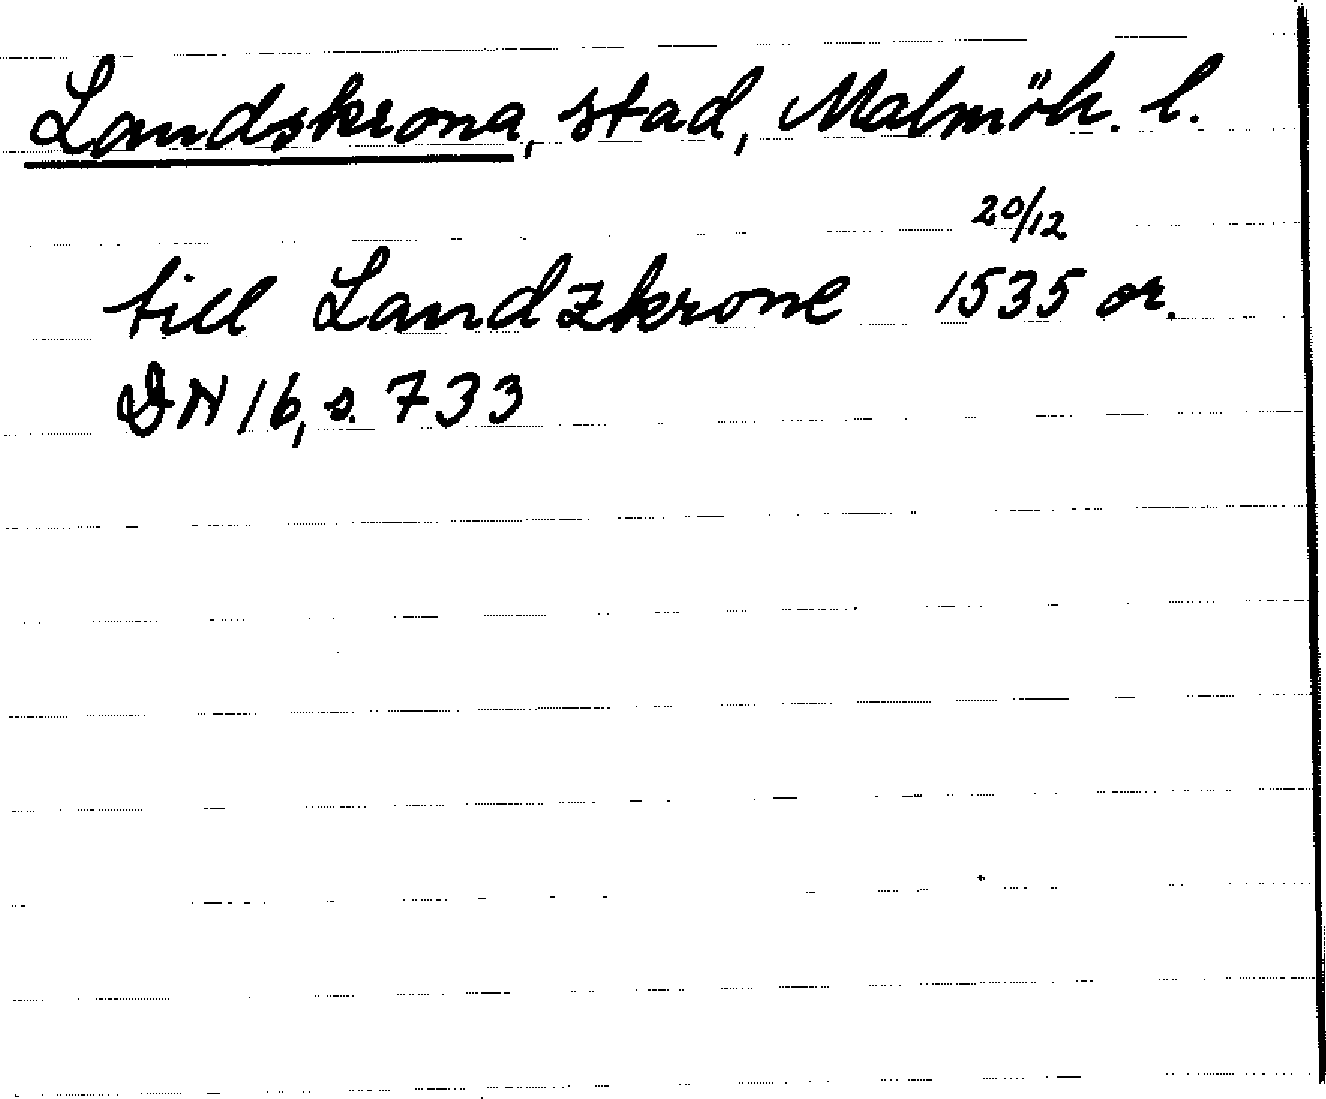 Landskrona, stad, Malmöh. l.
20/12
till Landzkrone 1535 or.
DN 16, s. 733